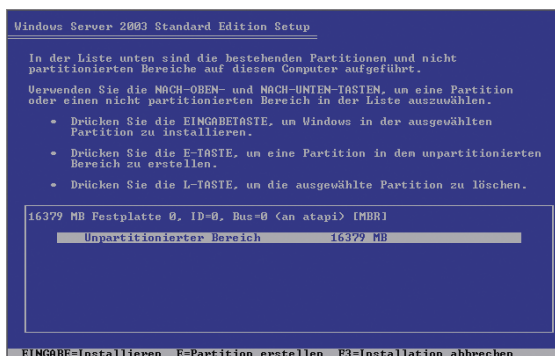 Windows Server 2003 Standard Edition Setup
In der Liste unten sind die bestehenden Partitionen und nicht
partitionierten Bereiche auf diesem Computer aufgeführt.
Verwenden Sie die NACH-OBEN- und NACH-UNTEN-TASTEN, um eine Partition
oder einen nicht partitionierten Bereich in der Liste auszuwählen.
• Drücken Sie die EINGABETASTE, um Windows in der ausgewählten
Partition zu installieren.
• Drücken Sie die E-TASTE, um eine Partition in dem unpartitionierten
Bereich zu erstellen.
• Drücken Sie die L-TASTE, um die ausgewählte Partition zu löschen.
16379 MB Festplatte 0, ID=0, Bus=0 (an atapi) [MBR]
Unpartitionierter Bereich 16379 MB
EINGABE=Installieren E=Partition erstellen F3=Installation abbrechen